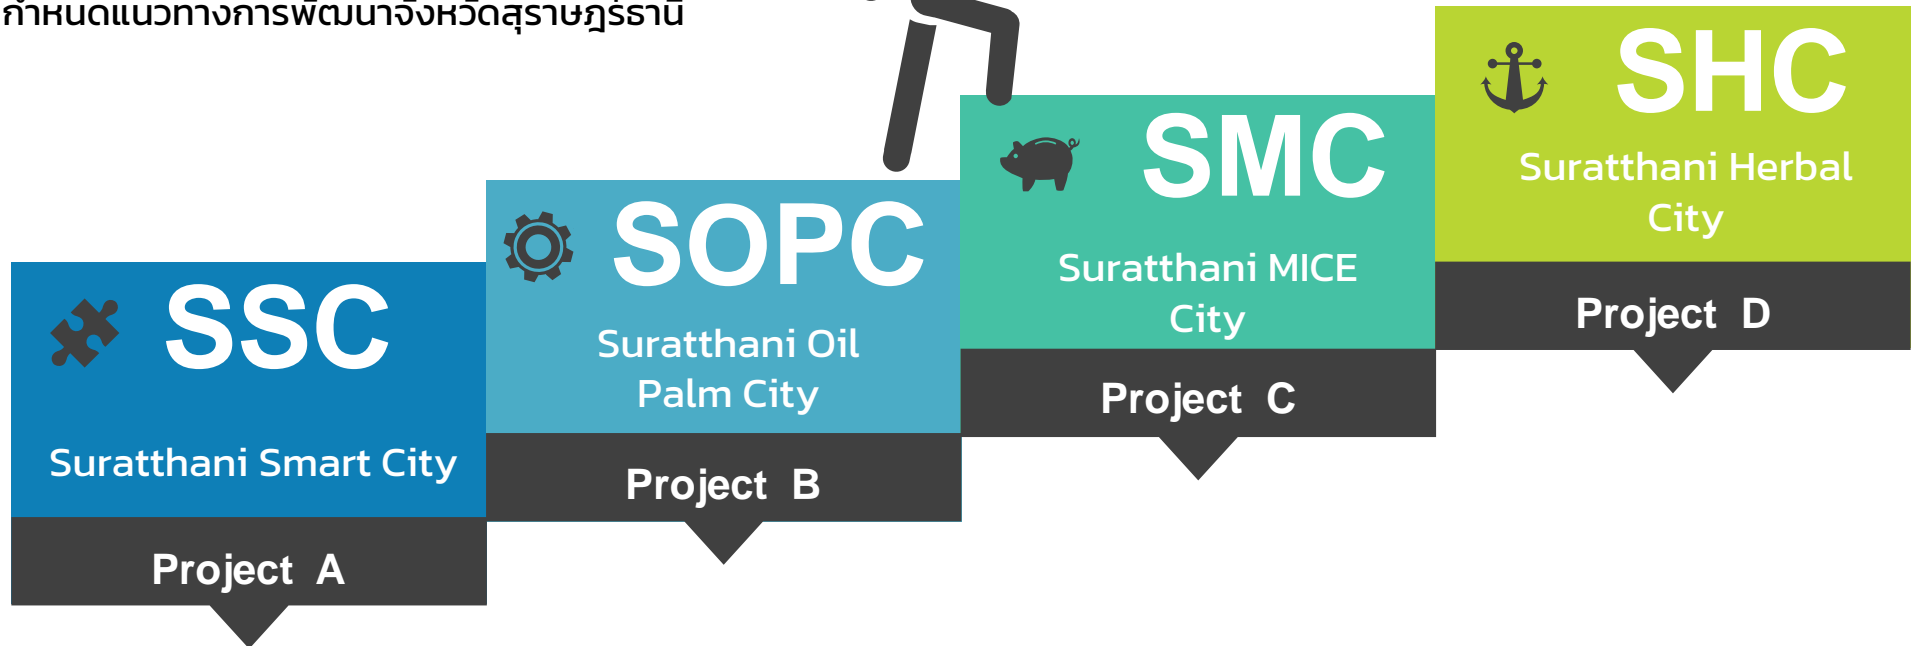 กำหนดแนวทางการพัฒนาจังหวัดสุราษฎร์ธานี
SSC
Suratthani Smart City
Project A
SOPC
Suratthani Oil
Palm City
Project B
SMC
Suratthani MICE
City
Project C
SHC
Suratthani Herbal
City
Project D